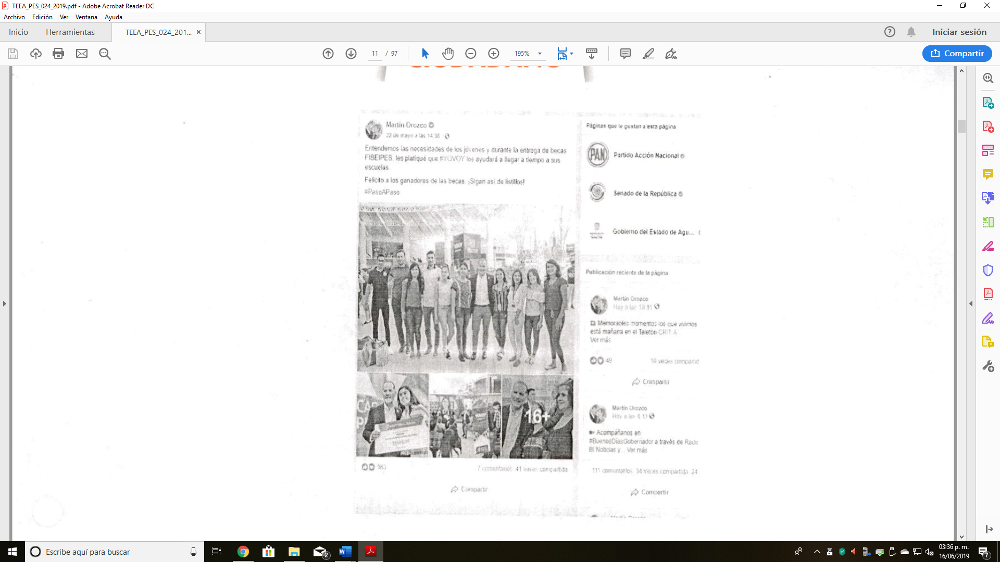 TEEA_PES_024_2019.pdf - Adobe Acrobat Reader DC
Archivo Edición Ver Ventana Ayuda
Inicio Herramientas TEEA_PES_024_201... × Iniciar sesión
11 / 97 195% Compartir
CIUDADANO
Martín Orozco
22 de mayo a las 14:36
Entendemos las necesidades de los jóvenes y durante la entrega de becas
FIBEIPES, les platiqué que #YOVOY los ayudará a llegar a tiempo a sus
escuelas.
Felicito a los ganadores de las becas. ¡Sigan así de listillos!
#PasoAPaso
16+
163 7 comentarios 41 veces compartida
Compartir
Páginas que le gustan a esta página
PAN Partido Acción Nacional
Senado de la República
Gobierno del Estado de Agu...
Publicación reciente de la página
Martín Orozco
Hoy a las
Memorables momentos los que vivimos
está mañana en el Teletón CRIT A...
Ver más
49 10 veces compartid
Compartir
Martín Orozco
Hoy a las 6:11
Acompáñanos en
#BuenosDíasGobernador a través de Radio
BI Noticias y... Ver más
111 comentarios 34 veces compartida 24
Compartir
Martín Orozco
Escribe aquí para buscar
2
03:36 p. m.
16/06/2019
7